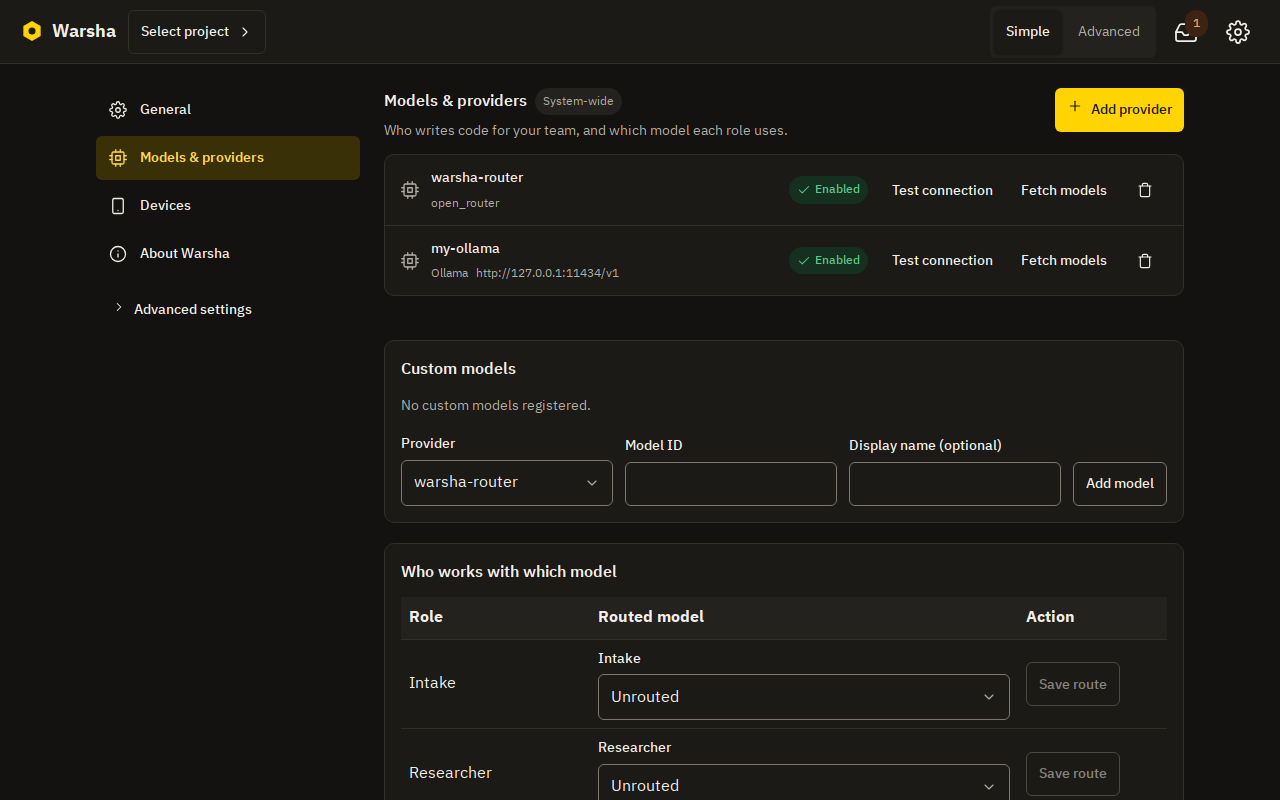 Warsha
Select project
Simple
Advanced
1
General
Models & providers
Devices
About Warsha
Advanced settings
Models & providers
System-wide
Who writes code for your team, and which model each role uses.
Add provider
warsha-router
open_router
Enabled
Test connection
Fetch models
my-ollama
Ollama http://127.0.0.1:11434/v1
Enabled
Test connection
Fetch models
Custom models
No custom models registered.
Provider
warsha-router
Model ID
Display name (optional)
Add model
Who works with which model
Role
Routed model
Action
Intake
Intake
Unrouted
Save route
Researcher
Researcher
Unrouted
Save route